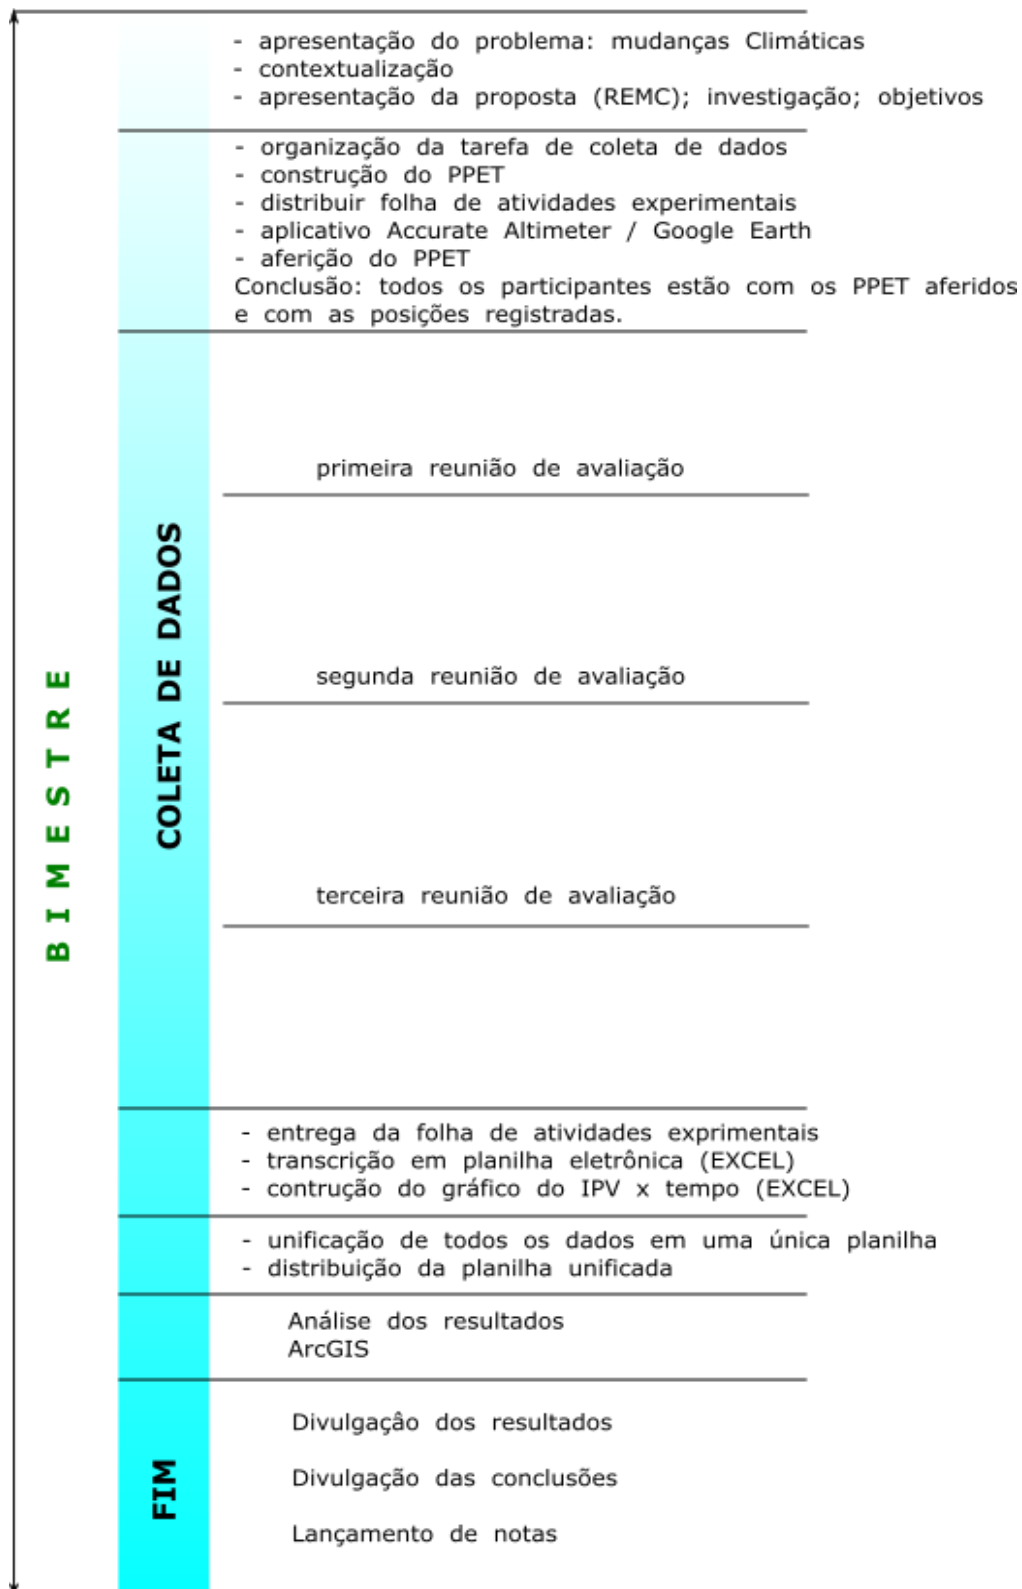 - apresentação do problema: mudanças Climáticas
- contextualização
- apresentação da proposta (REMC); investigação; objetivos
- organização da tarefa de coleta de dados
- construção do PPET
- distribuir folha de atividades experimentais
- aplicativo Accurate Altimeter / Google Earth
- aferição do PPET
Conclusão: todos os participantes estão com os PPET aferidos
e com as posições registradas.
BIMESTRE
COLETA DE DADOS
primeira reunião de avaliação
segunda reunião de avaliação
terceira reunião de avaliação
- entrega da folha de atividades exprimentais
- transcrição em planilha eletrônica (EXCEL)
- contrução do gráfico do IPV x tempo (EXCEL)
- unificação de todos os dados em uma única planilha
- distribuição da planilha unificada
Análise dos resultados
ArcGIS
FIM
Divulgaçâo dos resultados
Divulgação das conclusões
Lançamento de notas